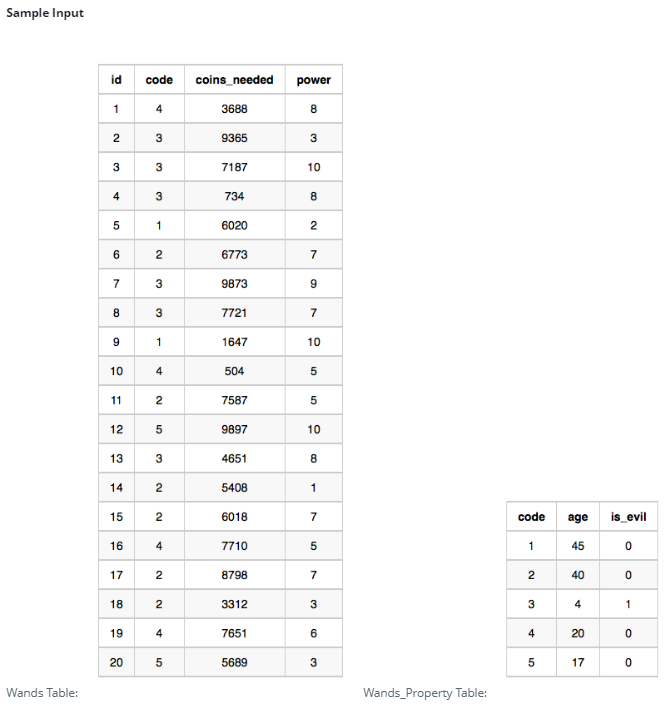 Sample Input
id code coins_needed power
1 4 3688 8
2 3 9365 3
3 3 7187 10
4 3 734 8
5 1 6020 2
6 2 6773 7
7 3 9873 9
8 3 7721 7
9 1 1647 10
10 4 504 5
11 2 7587 5
12 5 9897 10
13 3 4651 8
14 2 5408 1
15 2 6018 7
16 4 7710 5
17 2 8798 7
18 2 3312 3
19 4 7651 6
20 5 5689 3
Wands Table:
code age is_evil
1 45 0
2 40 0
3 4 1
4 20 0
5 17 0
Wands_Property Table: